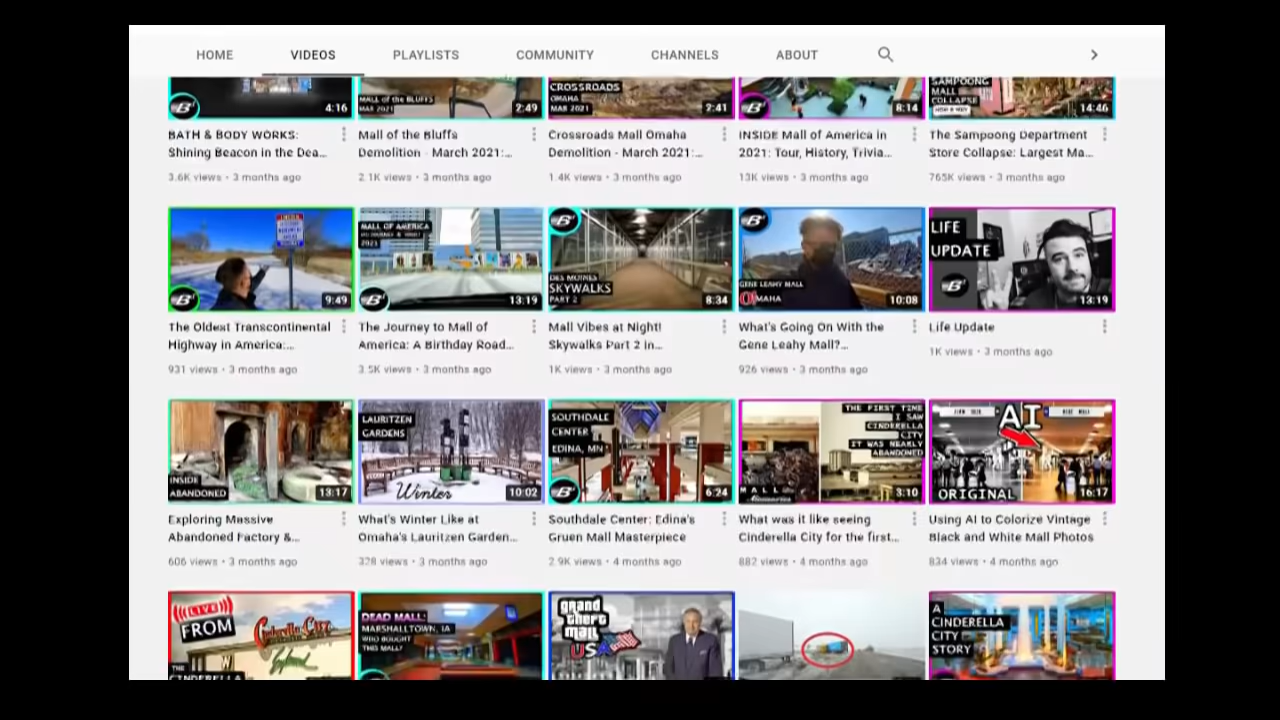 HOME VIDEOS PLAYLISTS COMMUNITY CHANNELS ABOUT
4:16
MALL of the BLUFFS
MAR 2021
2:49
CROSSROADS
OMAHA
MAR 2021
2:41
8:14
SAMPOONG
MALL
COLLAPSE
14:46
BATH & BODY WORKS:
Shining Beacon in the Dea...
3.6K views • 3 months ago
Mall of the Bluffs
Demolition - March 2021:...
2.1K views • 3 months ago
Crossroads Mall Omaha
Demolition - March 2021:...
1.4K views • 3 months ago
INSIDE Mall of America in
2021: Tour, History, Trivia...
13K views • 3 months ago
The Sampoong Department
Store Collapse: Largest Ma...
765K views • 3 months ago
9:49
MALL OF AMERICA
2021
13:19
DES MOINES
SKYWALKS
PART 2
8:34
GENE LEAHY MALL
OMAHA
10:08
LIFE
UPDATE
13:19
The Oldest Transcontinental
Highway in America:...
931 views • 3 months ago
The Journey to Mall of
America: A Birthday Road...
3.5K views • 3 months ago
Mall Vibes at Night!
Skywalks Part 2 in...
1K views • 3 months ago
What's Going On With the
Gene Leahy Mall?...
926 views • 3 months ago
Life Update
1K views • 3 months ago
INSIDE
ABANDONED
13:17
LAURITZEN
GARDENS
Winter
10:02
SOUTHDALE
CENTER
EDINA, MN
6:24
THE FIRST TIME
I SAW
CINDERELLA
CITY
IT WAS NEARLY
ABANDONED
MALL
3:10
AI
ORIGINAL
16:17
Exploring Massive
Abandoned Factory &...
606 views • 3 months ago
What's Winter Like at
Omaha's Lauritzen Garden...
328 views • 3 months ago
Southdale Center: Edina's
Gruen Mall Masterpiece
2.9K views • 4 months ago
What was it like seeing
Cinderella City for the first...
882 views • 4 months ago
Using AI to Colorize Vintage
Black and White Mall Photos
834 views • 4 months ago
LIVE
FROM
THE
CINDERELLA
Cinderella City
DEAD MALL:
MARSHALLTOWN, IA
WHO BOUGHT
THIS MALL?
grand
theft
mall
USA
A
CINDERELLA
CITY
STORY